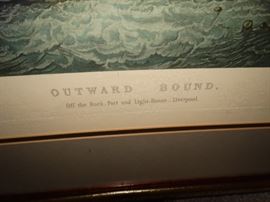 OUTWARD BOUND.
Off the Rock Fort and Light-House, Liverpool.